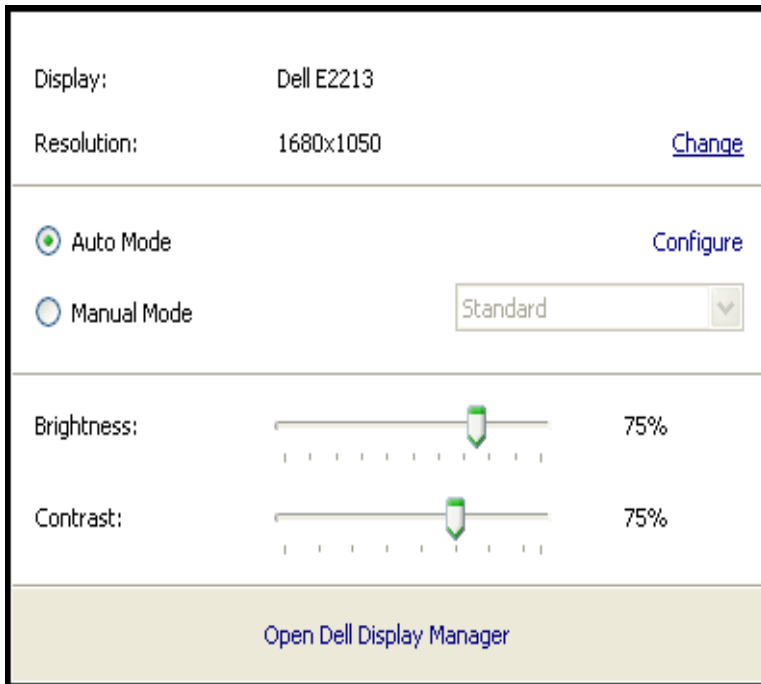 Display: Dell E2213
Resolution: 1680x1050 Change
Auto Mode Configure
Manual Mode Standard
Brightness: 75%
Contrast: 75%
Open Dell Display Manager